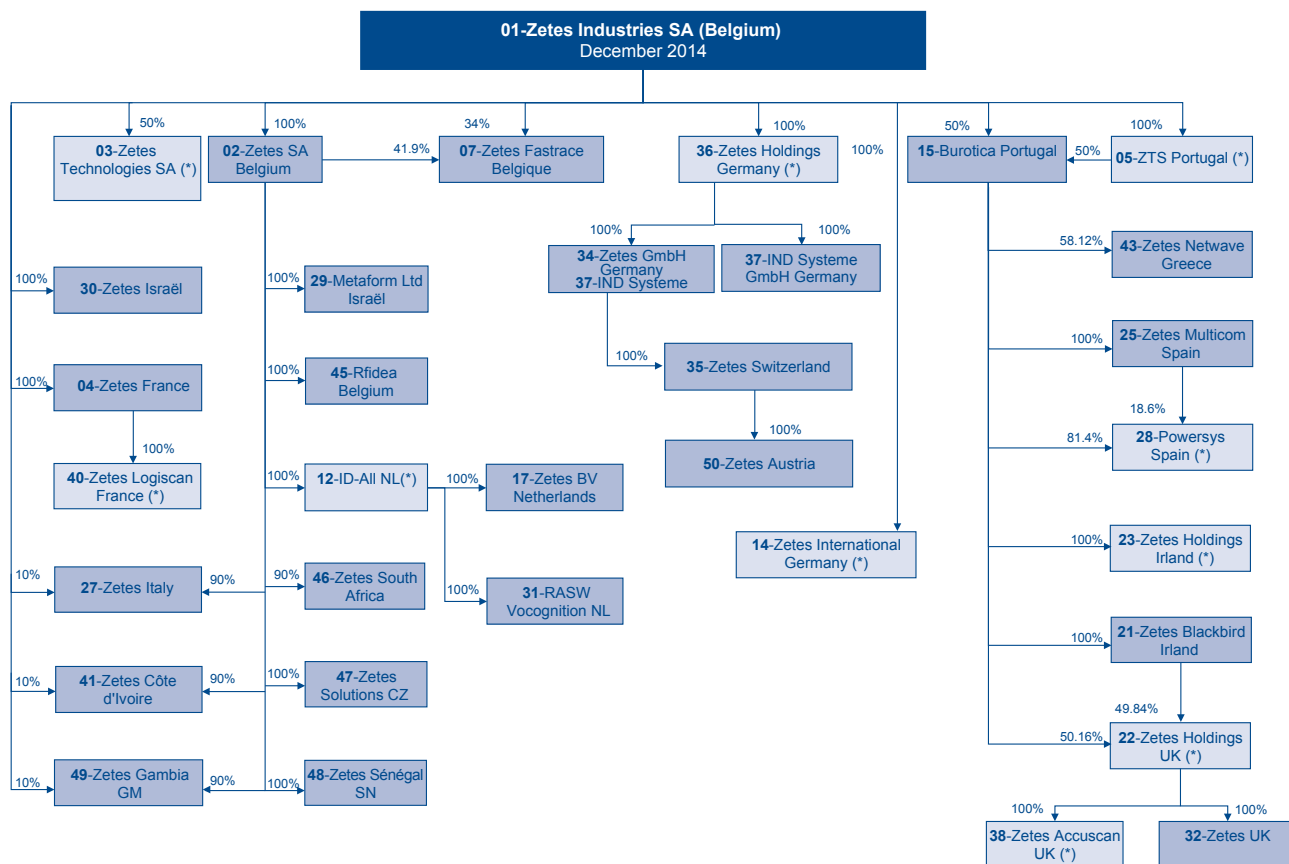 01-Zetes Industries SA (Belgium)
December 2014
50%
100%
34%
100%
100%
50%
100%
03-Zetes
Technologies SA (*)
02-Zetes SA
Belgium
41.9%
07-Zetes Fastrace
Belgique
36-Zetes Holdings
Germany (*)
15-Burotica Portugal
50%
05-ZTS Portugal (*)
100%
100%
34-Zetes GmbH
Germany
37-IND Systeme
37-IND Systeme
GmbH Germany
58.12%
43-Zetes Netwave
Greece
100%
30-Zetes Israël
100%
29-Metaform Ltd
Israël
100%
35-Zetes Switzerland
100%
25-Zetes Multicom
Spain
100%
04-Zetes France
100%
45-Rfidea
Belgium
100%
18.6%
100%
50-Zetes Austria
81.4%
28-Powersys
Spain (*)
40-Zetes Logiscan
France (*)
100%
12-ID-All NL(*)
100%
17-Zetes BV
Netherlands
14-Zetes International
Germany (*)
100%
23-Zetes Holdings
Irland (*)
10%
27-Zetes Italy
90%
90%
46-Zetes South
Africa
100%
31-RASW
Vocognition NL
100%
21-Zetes Blackbird
Irland
10%
41-Zetes Côte
d'Ivoire
90%
100%
47-Zetes
Solutions CZ
49.84%
50.16%
22-Zetes Holdings
UK (*)
10%
49-Zetes Gambia
GM
90%
100%
48-Zetes Sénégal
SN
100%
100%
38-Zetes Accuscan
UK (*)
32-Zetes UK